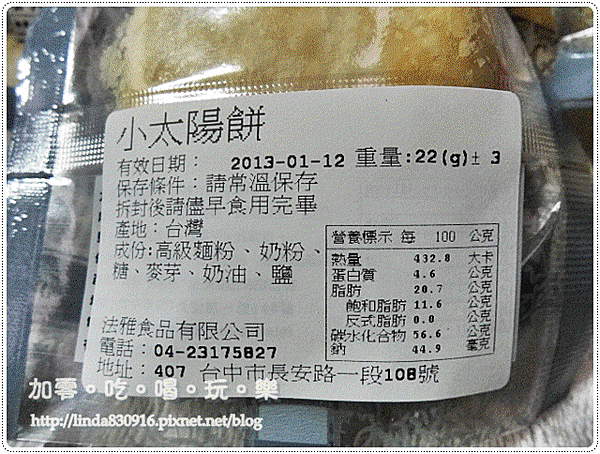 小太陽餅
有效日期: 2013-01-12 重量:22(g)± 3
保存條件:請常溫保存
拆封後請儘早食用完畢
產地:台灣
成份:高級麵粉、奶粉、
糖、麥芽、奶油、鹽
營養標示 每 100 公克
熱量 432.8 大卡
蛋白質 4.6 公克
脂肪 20.7 公克
飽和脂肪 11.6 公克
反式脂肪 0.0 公克
碳水化合物 56.6 公克
鈉 44.9 毫克
法雅食品有限公司
電話:04-23175827
地址:407 台中市長安路一段108號
加零。吃。喝。玩。樂
http://linda830916.pixnet.net/blog